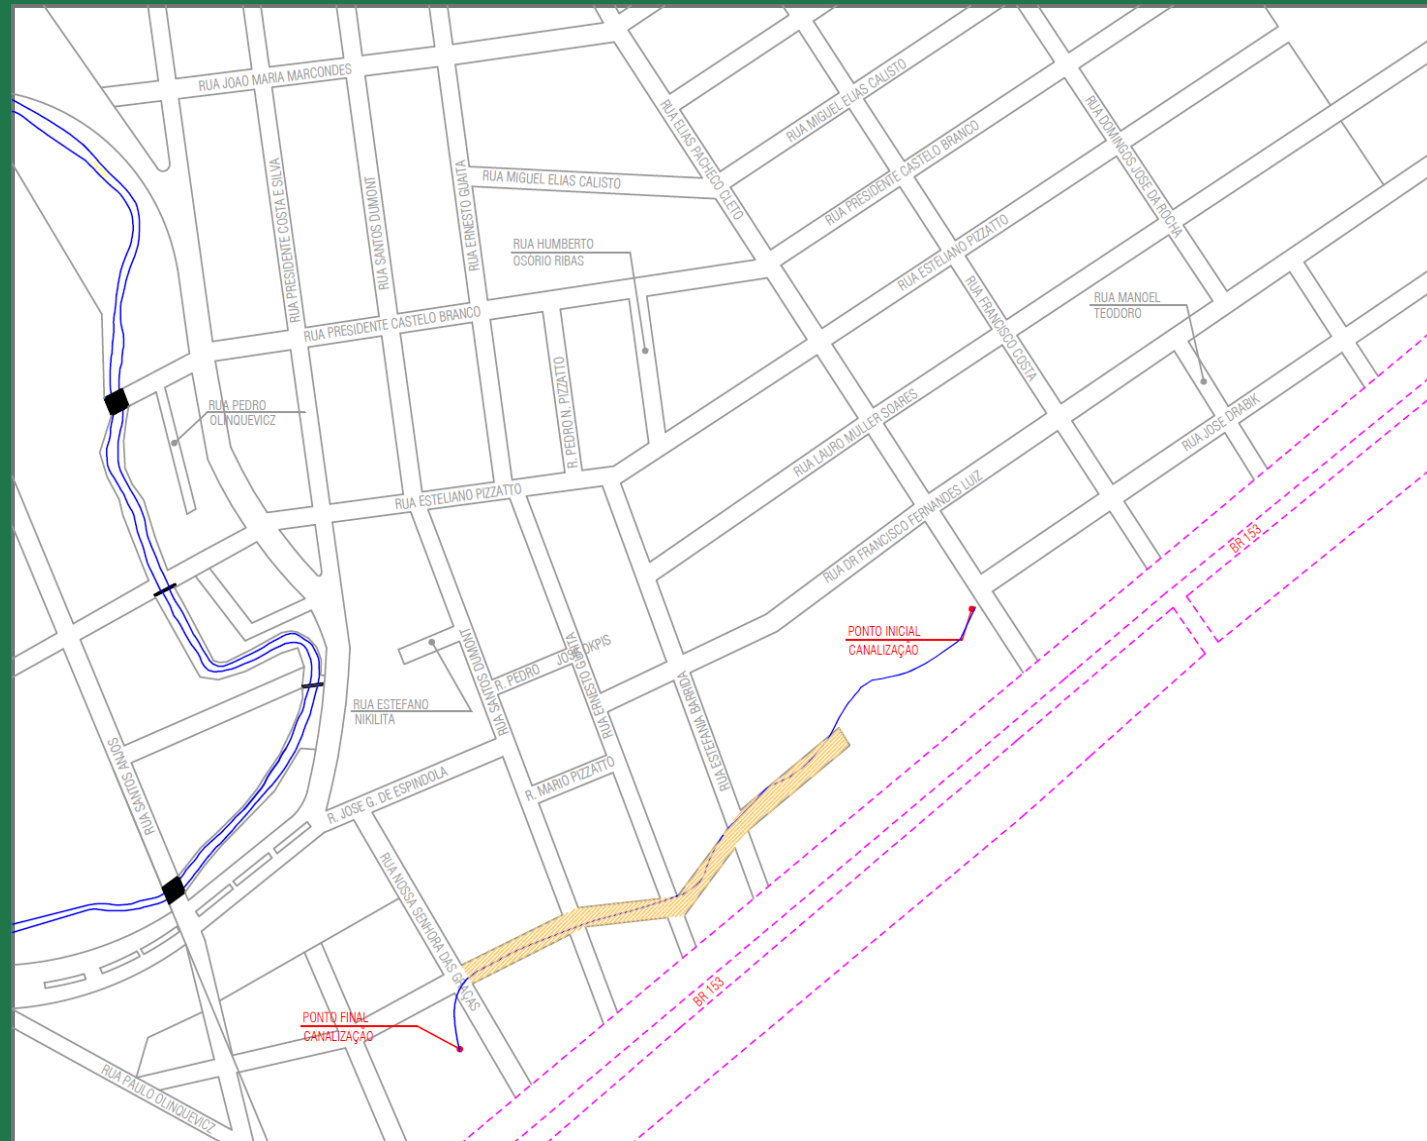 RUA JOAO MARIA MARCONDES
RUA MIGUEL ELIAS CALISTO
RUA ELIAS PACHECO CLETO
RUA DOMINGOS JOSE DA ROCHA
RUA PRESIDENTE CASTELO BRANCO
RUA PRESIDENTE COSTA E SILVA
RUA SANTOS DUMONT
RUA ERNESTO GUAITA
RUA MIGUEL ELIAS CALISTO
RUA HUMBERTO
OSÓRIO RIBAS
RUA ESTELIANO PIZZATTO
RUA FRANCISCO COSTA
RUA MANOEL
TEODORO
RUA PRESIDENTE CASTELO BRANCO
R. PEDRO N. PIZZATTO
RUA PEDRO
OLINQUEVICZ
RUA LAURO MULLER SOARES
RUA JOSE DRABIK
RUA ESTELIANO PIZZATTO
RUA DR FRANCISCO FERNANDES LUIZ
BR 153
PONTO INICIAL
CANALIZAÇÃO
RUA SANTOS DUMONT
R. PEDRO JOSE OKPIS
RUA ERNESTO GUAITA
RUA ESTEFANIA BARRIDA
RUA ESTEFANO
NIKILITA
RUA SANTOS ANJOS
R. JOSE G. DE ESPINDOLA
R. MARIO PIZZATTO
RUA NOSSA SENHORA DAS GRAÇAS
BR 153
PONTO FINAL
CANALIZAÇÃO
RUA PAULO OLINQUEVICZ